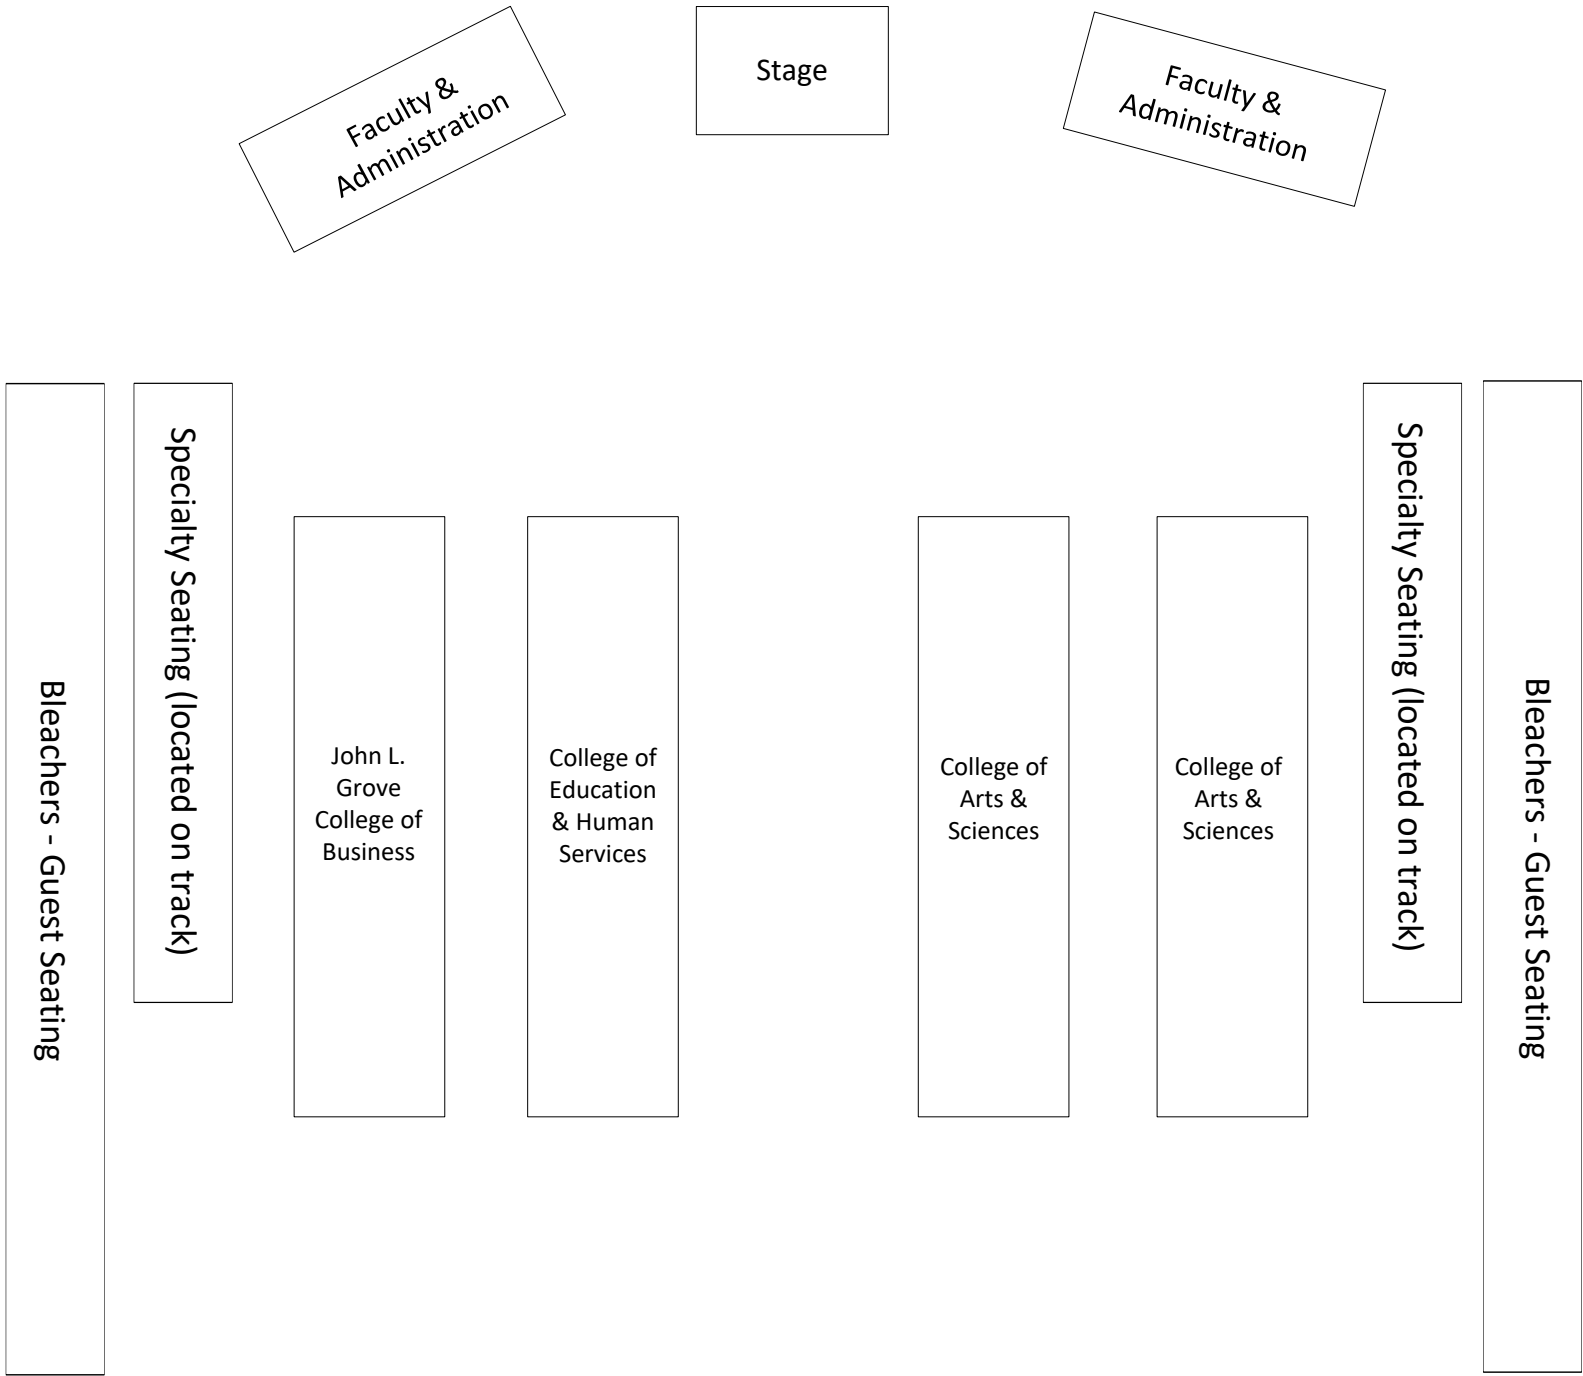 Faculty &
Administration
Stage
Faculty &
Administration
Bleachers - Guest Seating
Specialty Seating (located on track)
John L.
Grove
College of
Business
College of
Education
& Human
Services
College of
Arts &
Sciences
College of
Arts &
Sciences
Specialty Seating (located on track)
Bleachers - Guest Seating